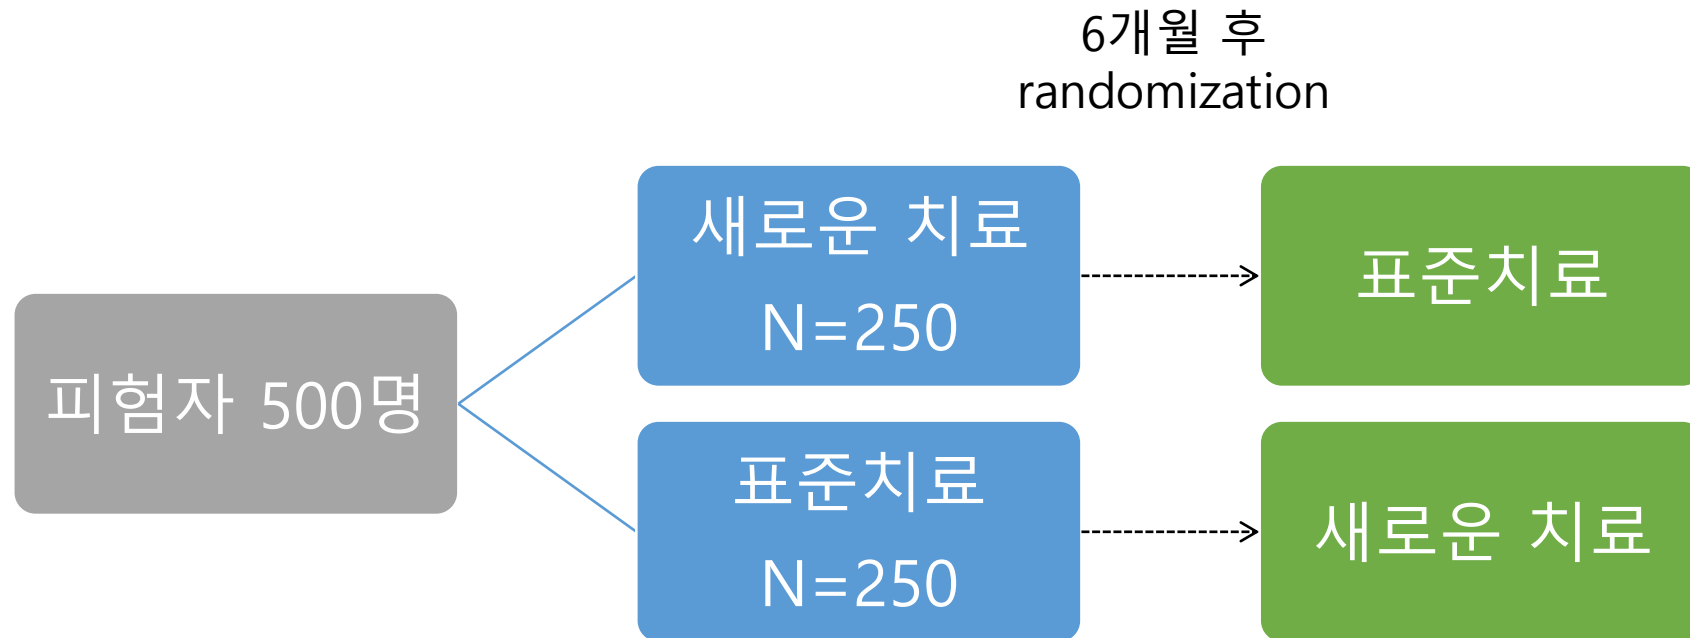 6개월 후
randomization
피험자 500명
새로운 치료
N=250
표준치료
N=250
표준치료
새로운 치료